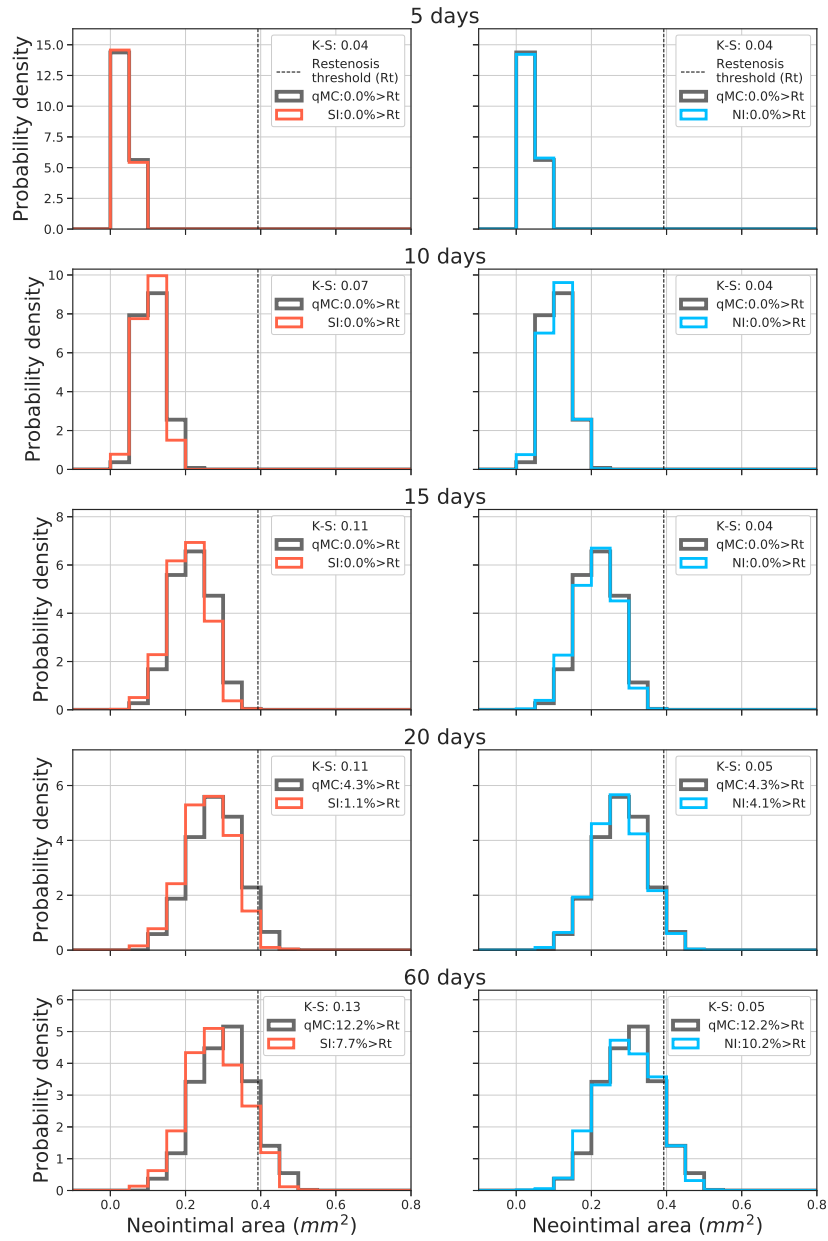 5 days
Probability density
15.0
12.5
10.0
7.5
5.0
2.5
0.0
K-S: 0.04
Restenosis
threshold (Rt)
qMC:0.0%>Rt
SI:0.0%>Rt
K-S: 0.04
Restenosis
threshold (Rt)
qMC:0.0%>Rt
NI:0.0%>Rt
10 days
Probability density
10
8
6
4
2
0
K-S: 0.07
qMC:0.0%>Rt
SI:0.0%>Rt
K-S: 0.04
qMC:0.0%>Rt
NI:0.0%>Rt
15 days
Probability density
8
6
4
2
0
K-S: 0.11
qMC:0.0%>Rt
SI:0.0%>Rt
K-S: 0.04
qMC:0.0%>Rt
NI:0.0%>Rt
20 days
Probability density
6
4
2
0
K-S: 0.11
qMC:4.3%>Rt
SI:1.1%>Rt
K-S: 0.05
qMC:4.3%>Rt
NI:4.1%>Rt
60 days
Probability density
6
5
4
3
2
1
0
K-S: 0.13
qMC:12.2%>Rt
SI:7.7%>Rt
K-S: 0.05
qMC:12.2%>Rt
NI:10.2%>Rt
0.0 0.2 0.4 0.6 0.8
Neointimal area (mm²)
0.0 0.2 0.4 0.6 0.8
Neointimal area (mm²)